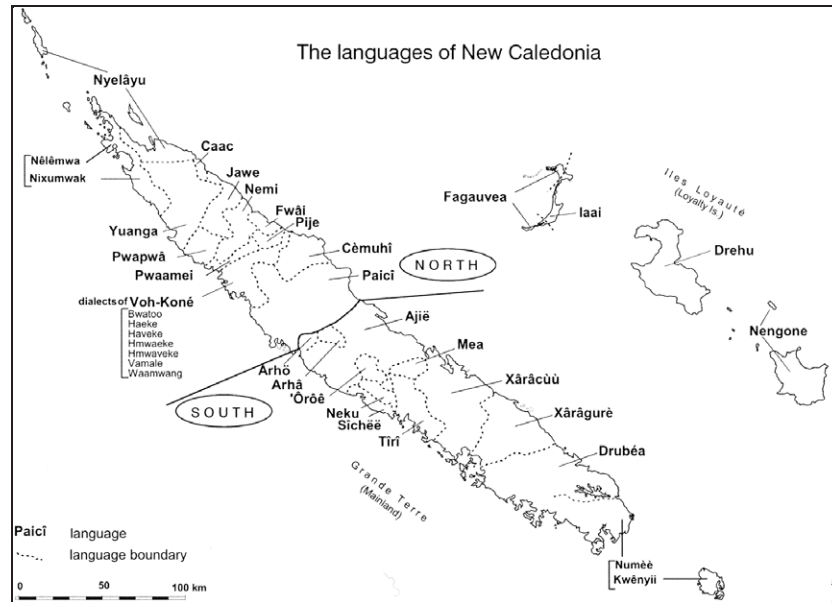 The languages of New Caledonia
Nyelâyu
Caac
Nêlêmwa
Nixumwak
Jawe
Nemi
Fwâi
Pije
Yuanga
Pwapwâ
Pwaamei
Cèmuhî
Paicî
NORTH
Fagauvea
Iaai
Iles Loyauté
(Loyalty Is.)
Drehu
Nengone
dialects of Voh-Koné
Bwatoo
Haeke
Haveke
Hmwaeke
Hmwaveke
Vamale
Waamwang
SOUTH
Ajië
Mea
Arhö
Arhâ
'Ôrôê
Neku
Sîchëë
Tîrî
Xârâcùù
Xârâgurè
Drubéa
Grande Terre
(Mainland)
Numèè
Kwênyii
Paicî language
language boundary
0 50 100 km